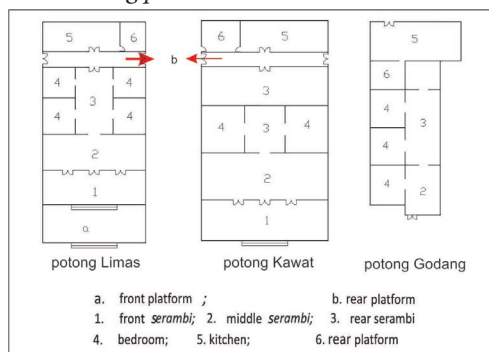 5 6
4 4
3
4 4
2
1
a
b
6 5
3
4 3 4
2
1
5
6
3
4
4
4
2
potong Limas
potong Kawat
potong Godang
a. front platform ; b. rear platform
1. front serambi; 2. middle serambi; 3. rear serambi
4. bedroom; 5. kitchen; 6. rear platform